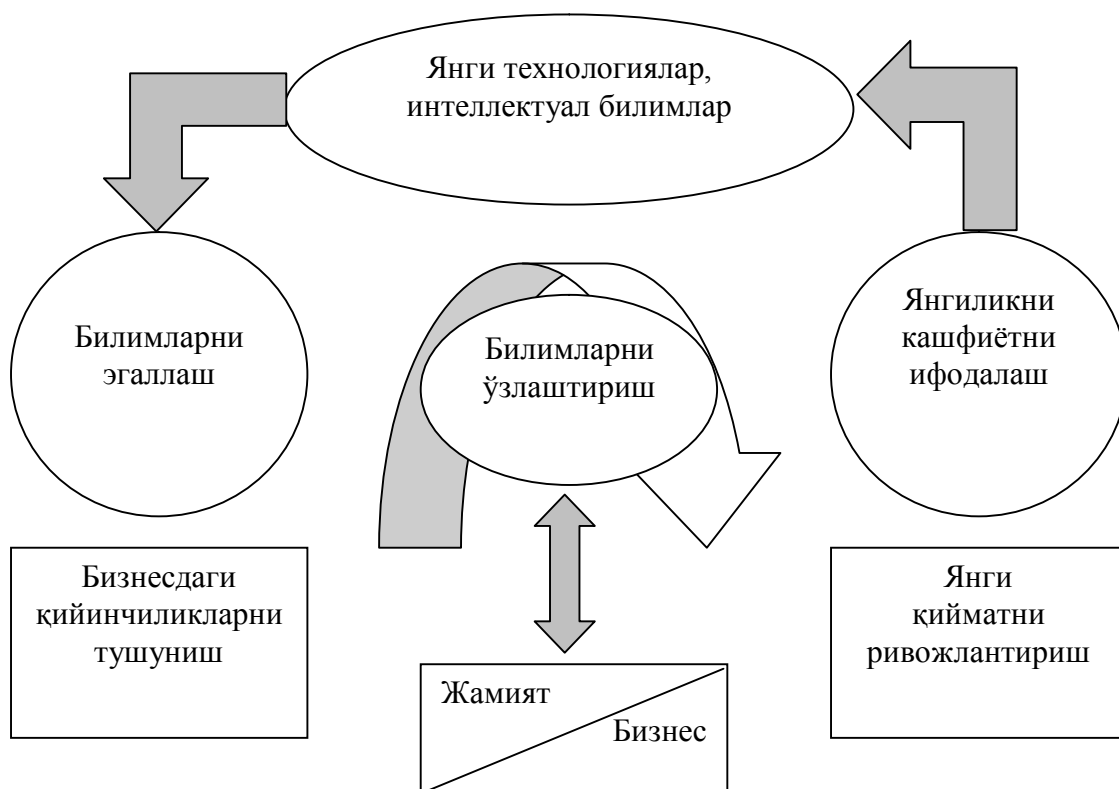 Янги технологиялар,
интеллектуал билимлар
Билимларни
эгаллаш
Билимларни
ўзлаштириш
Янгиликни
кашфиётни
ифодалаш
Бизнесдаги
қийинчиликларни
тушуниш
Янги
қийматни
ривожлантириш
Жамият
Бизнес